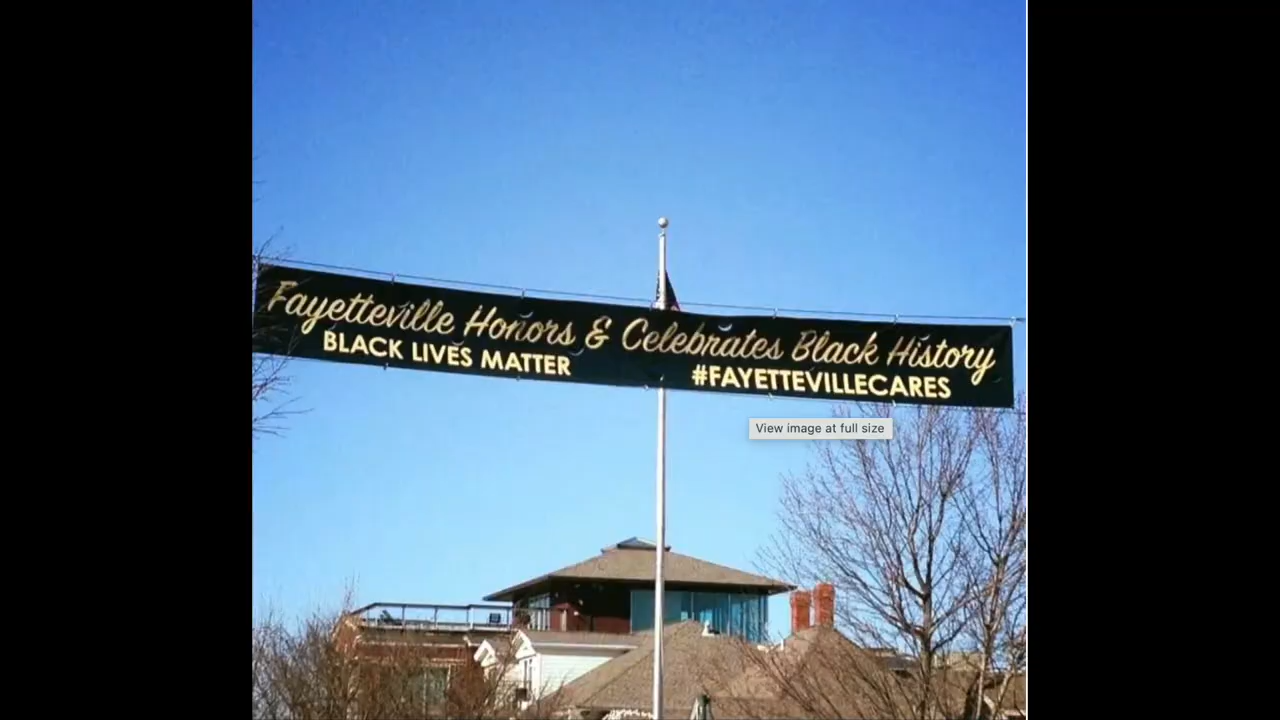 Fayetteville Honors & Celebrates Black History
BLACK LIVES MATTER #FAYETTEVILLECARES
View image at full size